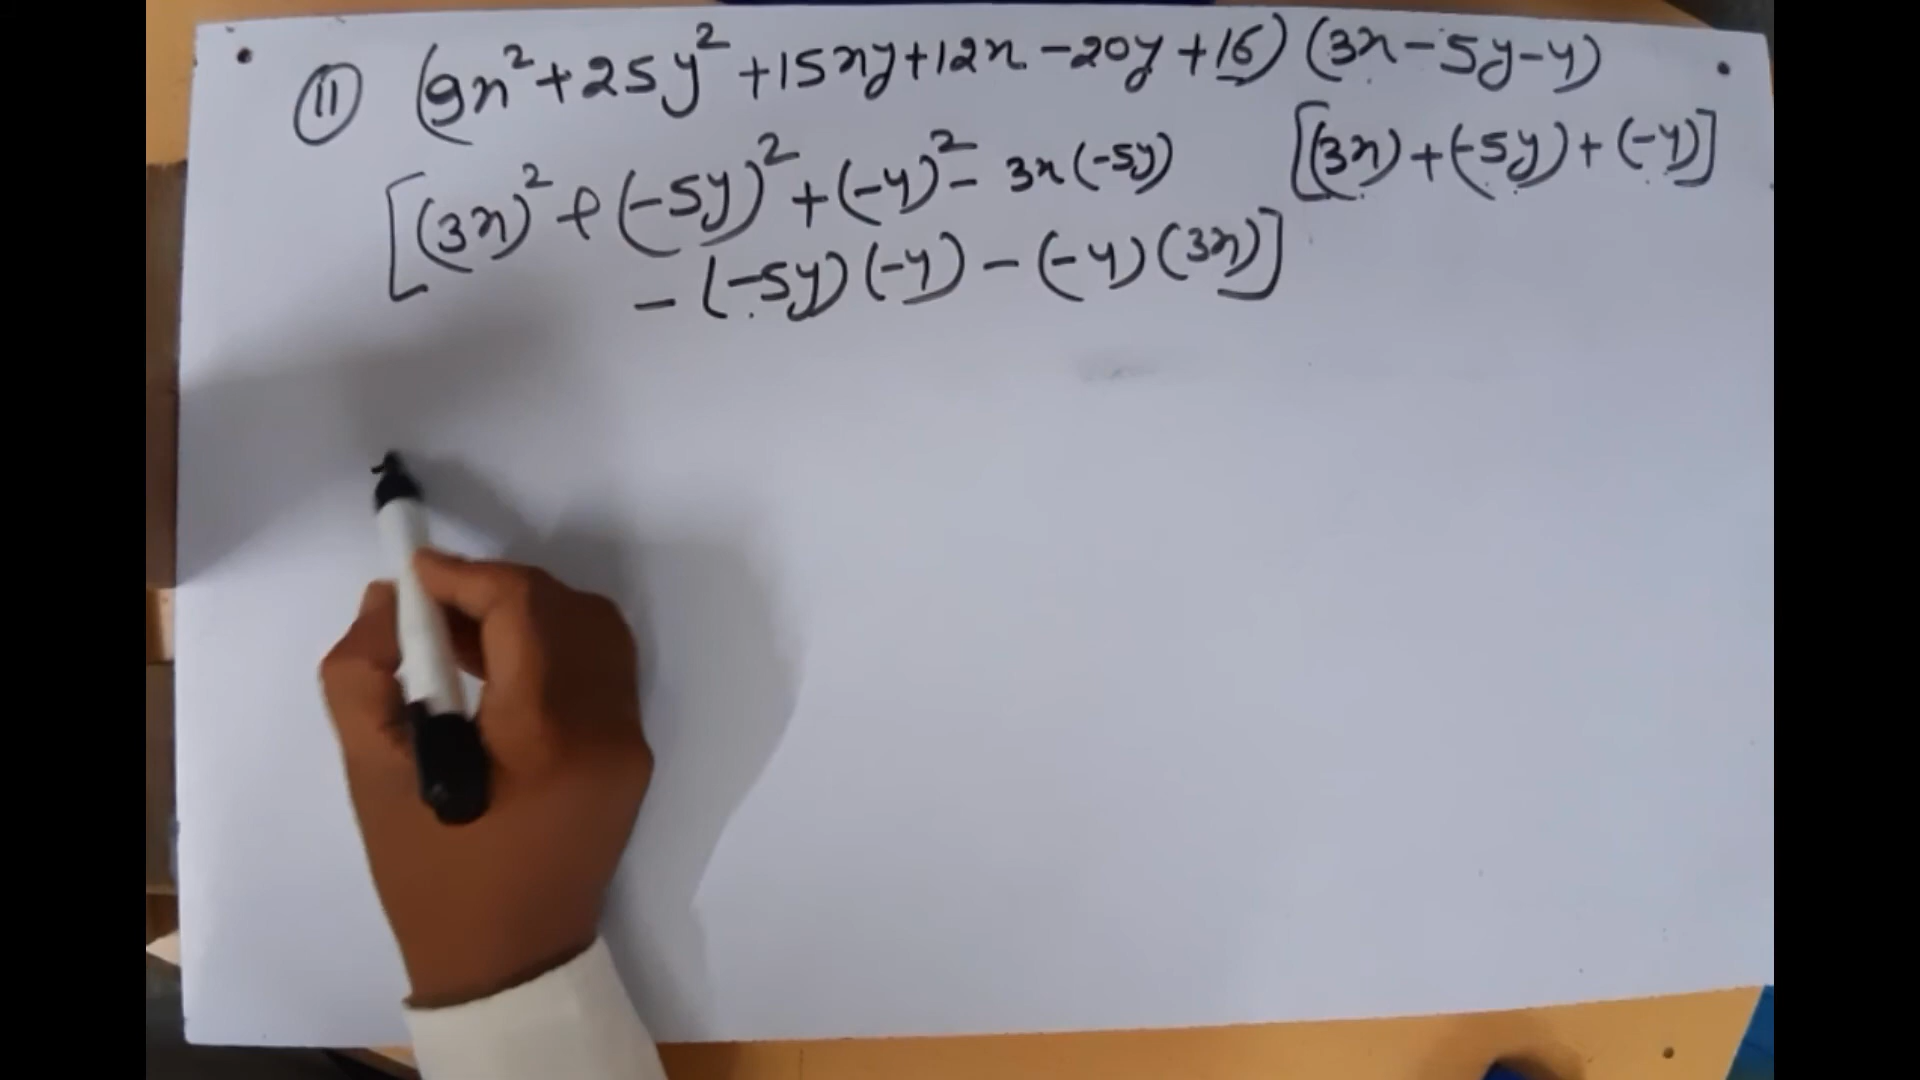 (11) (9x² + 25y² + 15xy + 12x - 20y + 16) (3x - 5y - 4)
[(3x)² + (-5y)² + (-4)² - 3x(-5y) [(3x) + (-5y) + (-4)]
- (-5y)(-4) - (-4)(3x)]